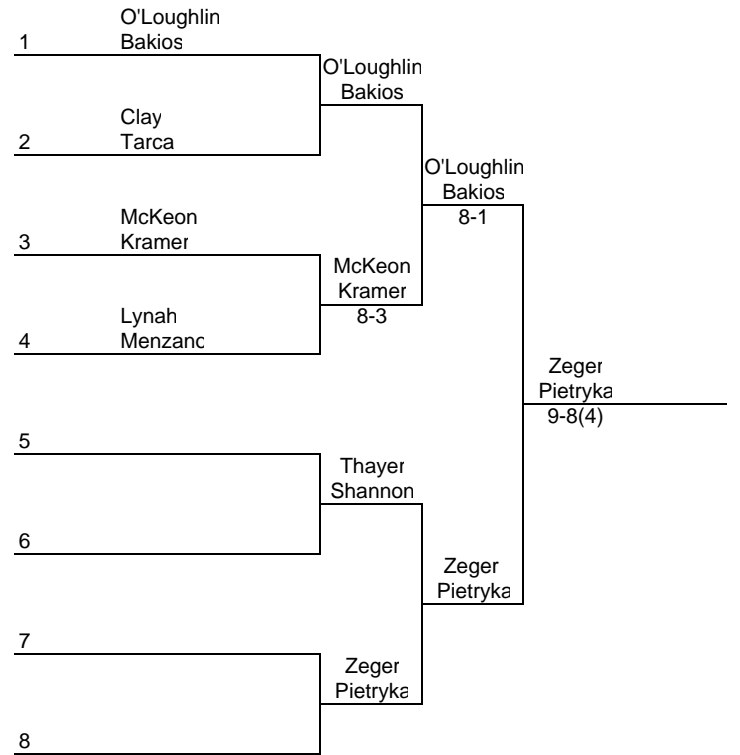 O'Loughlin
1 Bakios
O'Loughlin
Bakios
Clay
2 Tarca
O'Loughlin
Bakios
8-1
McKeon
3 Kramer
McKeon
Kramer
8-3
Lynah
4 Menzano
Zeger
Pietryka
9-8(4)
5
Thayer
Shannon
6
Zeger
Pietryka
7
Zeger
Pietryka
8